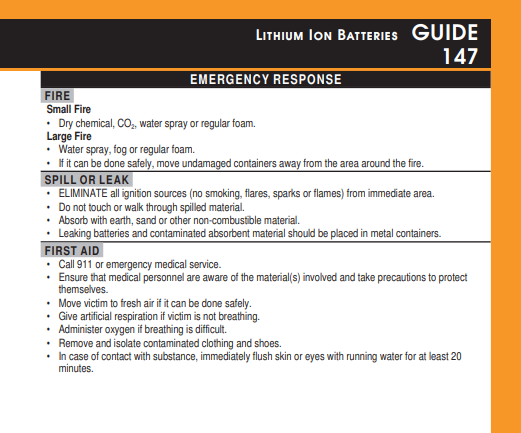 LITHIUM ION BATTERIES GUIDE
147
EMERGENCY RESPONSE
FIRE
Small Fire
• Dry chemical, CO₂, water spray or regular foam.
Large Fire
• Water spray, fog or regular foam.
• If it can be done safely, move undamaged containers away from the area around the fire.
SPILL OR LEAK
• ELIMINATE all ignition sources (no smoking, flares, sparks or flames) from immediate area.
• Do not touch or walk through spilled material.
• Absorb with earth, sand or other non-combustible material.
• Leaking batteries and contaminated absorbent material should be placed in metal containers.
FIRST AID
• Call 911 or emergency medical service.
• Ensure that medical personnel are aware of the material(s) involved and take precautions to protect
themselves.
• Move victim to fresh air if it can be done safely.
• Give artificial respiration if victim is not breathing.
• Administer oxygen if breathing is difficult.
• Remove and isolate contaminated clothing and shoes.
• In case of contact with substance, immediately flush skin or eyes with running water for at least 20
minutes.